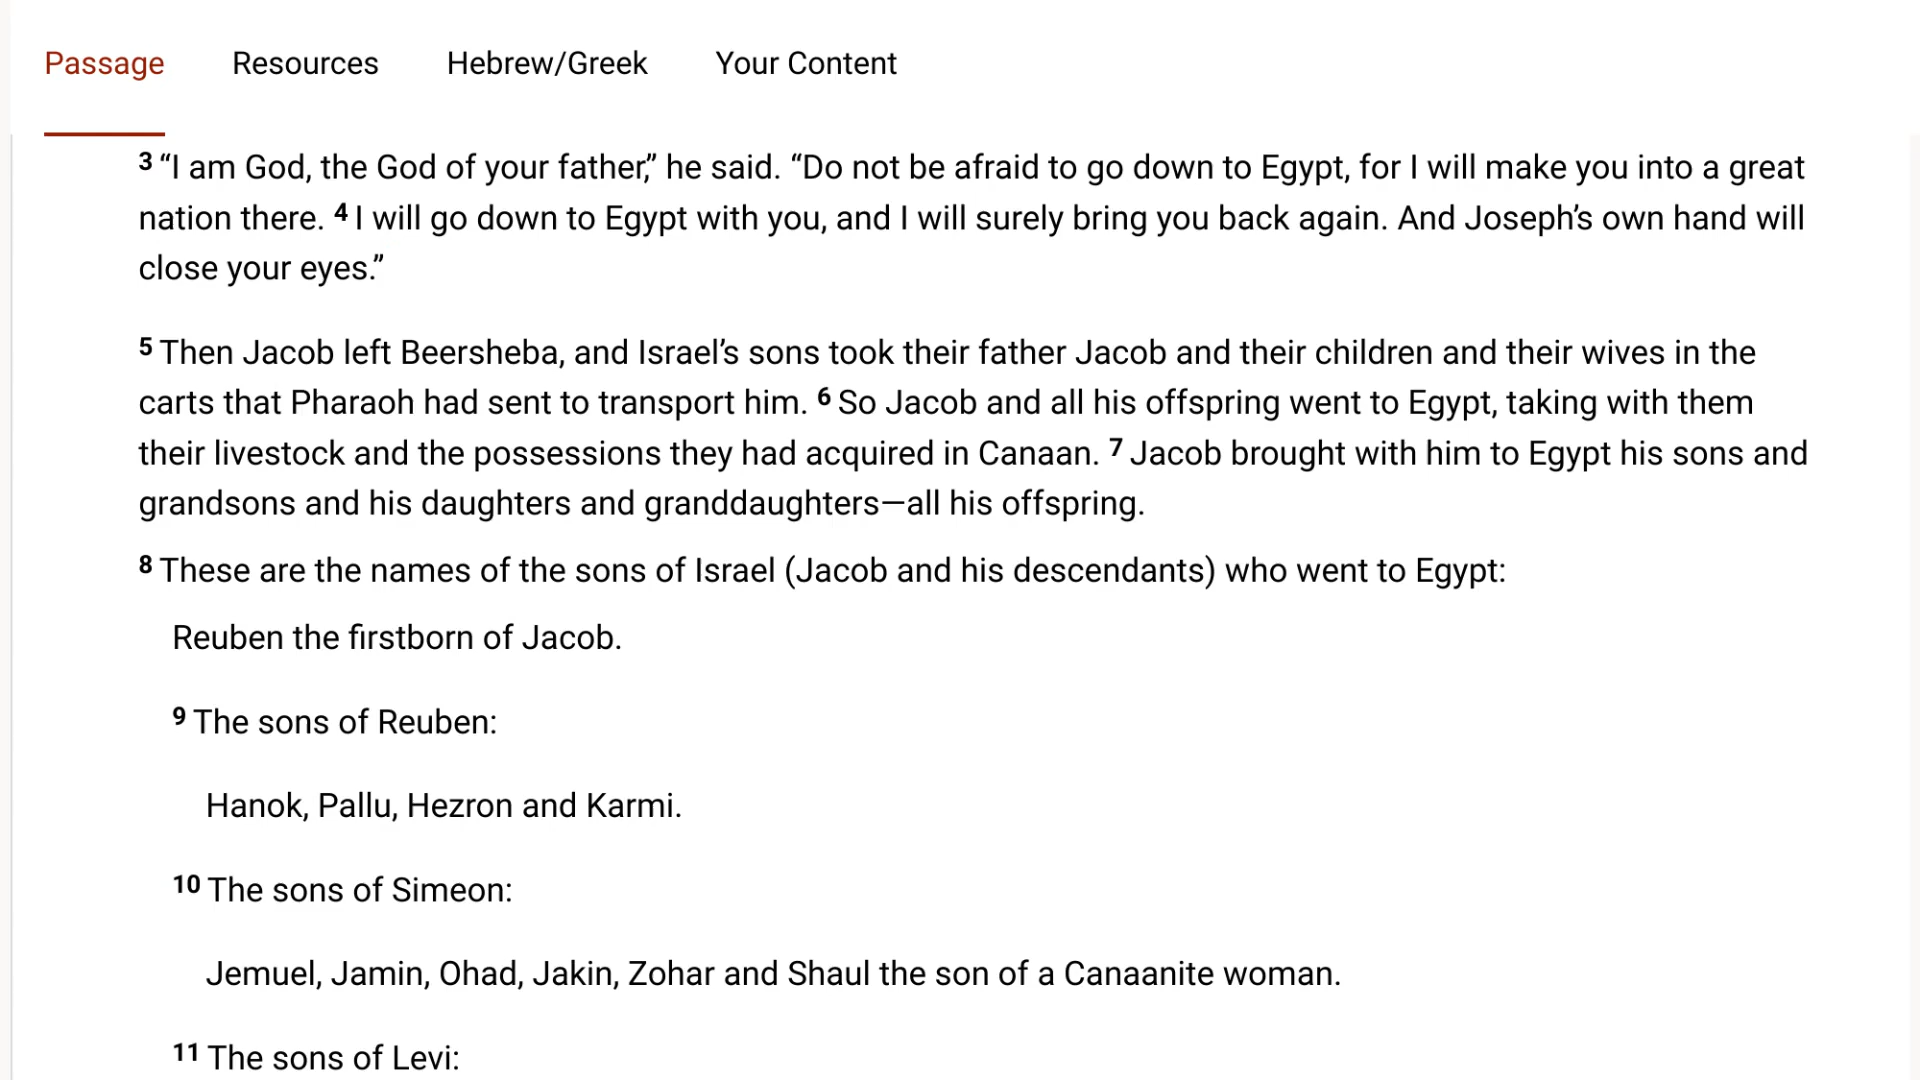 Passage Resources Hebrew/Greek Your Content
3 “I am God, the God of your father,” he said. “Do not be afraid to go down to Egypt, for I will make you into a great
nation there. 4 I will go down to Egypt with you, and I will surely bring you back again. And Joseph’s own hand will
close your eyes.”
5 Then Jacob left Beersheba, and Israel’s sons took their father Jacob and their children and their wives in the
carts that Pharaoh had sent to transport him. 6 So Jacob and all his offspring went to Egypt, taking with them
their livestock and the possessions they had acquired in Canaan. 7 Jacob brought with him to Egypt his sons and
grandsons and his daughters and granddaughters—all his offspring.
8 These are the names of the sons of Israel (Jacob and his descendants) who went to Egypt:
Reuben the firstborn of Jacob.
9 The sons of Reuben:
Hanok, Pallu, Hezron and Karmi.
10 The sons of Simeon:
Jemuel, Jamin, Ohad, Jakin, Zohar and Shaul the son of a Canaanite woman.
11 The sons of Levi: